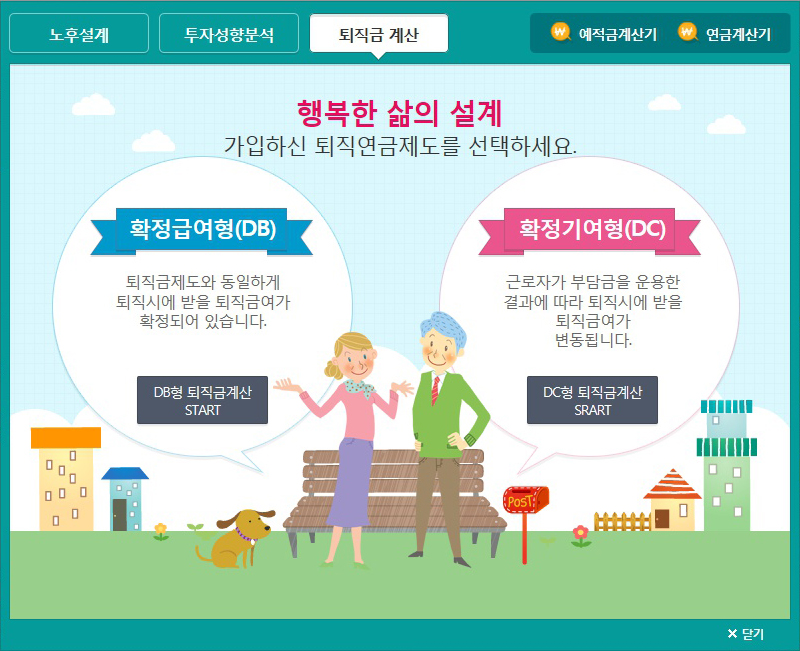 노후설계
투자성향분석
퇴직금 계산
예적금계산기
연금계산기
행복한 삶의 설계
가입하신 퇴직연금제도를 선택하세요.
확정급여형(DB)
퇴직금제도와 동일하게
퇴직시에 받을 퇴직금여가
확정되어 있습니다.
DB형 퇴직금계산
START
확정기여형(DC)
근로자가 부담금을 운용한
결과에 따라 퇴직시에 받을
퇴직금여가
변동됩니다.
DC형 퇴직금계산
SRART
POST
× 닫기